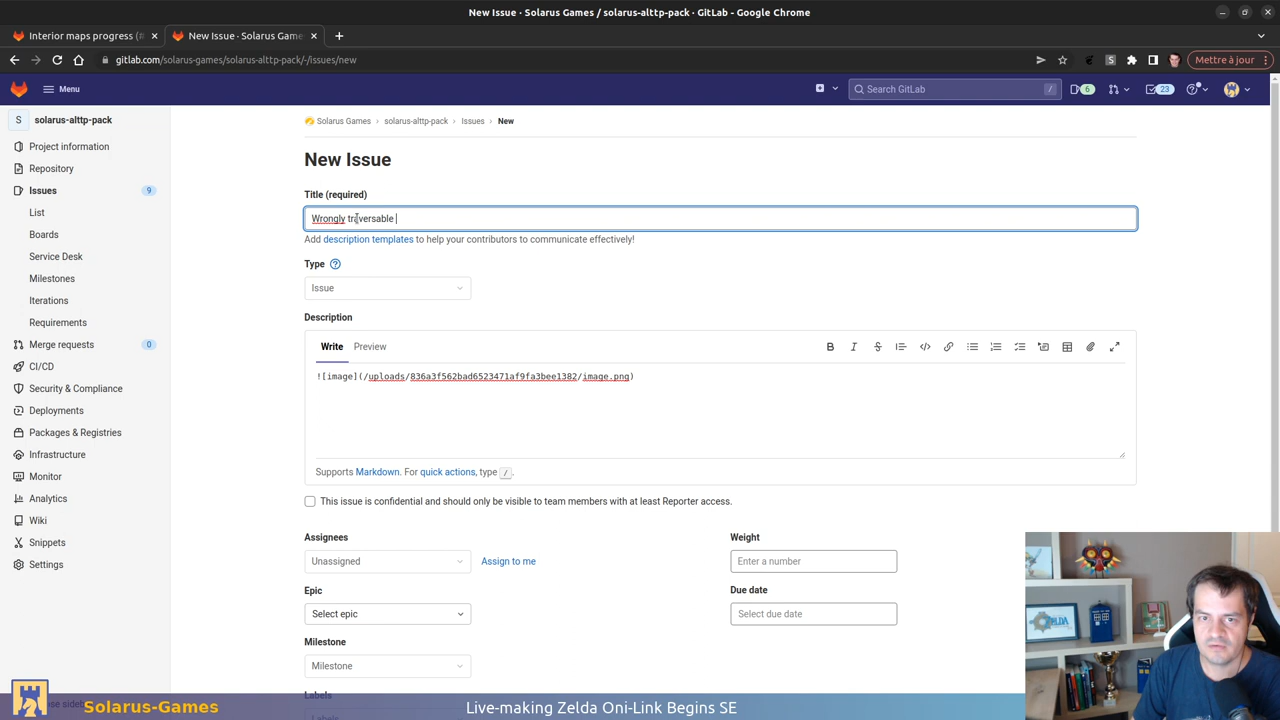 New Issue · Solarus Games / solarus-alttp-pack · GitLab - Google Chrome
Interior maps progress (#
New Issue · Solarus Game
gitlab.com/solarus-games/solarus-alttp-pack/-/issues/new
Mettre à jour
Menu
Search GitLab
/
6
23
S
solarus-alttp-pack
Project information
Repository
Issues
9
List
Boards
Service Desk
Milestones
Iterations
Requirements
Merge requests
0
CI/CD
Security & Compliance
Deployments
Packages & Registries
Infrastructure
Monitor
Analytics
Wiki
Snippets
Settings
Solarus Games
solarus-alttp-pack
Issues
New
New Issue
Title (required)
Wrongly traversable
Add description templates to help your contributors to communicate effectively!
Type
Issue
Description
Write
Preview
![image](/uploads/836a3f562bad6523471af9fa3bee1382/image.png)
Supports Markdown. For quick actions, type /.
This issue is confidential and should only be visible to team members with at least Reporter access.
Assignees
Unassigned
Assign to me
Weight
Enter a number
Epic
Select epic
Due date
Select due date
Milestone
Milestone
Labels
Solarus-Games
Live-making Zelda Oni-Link Begins SE